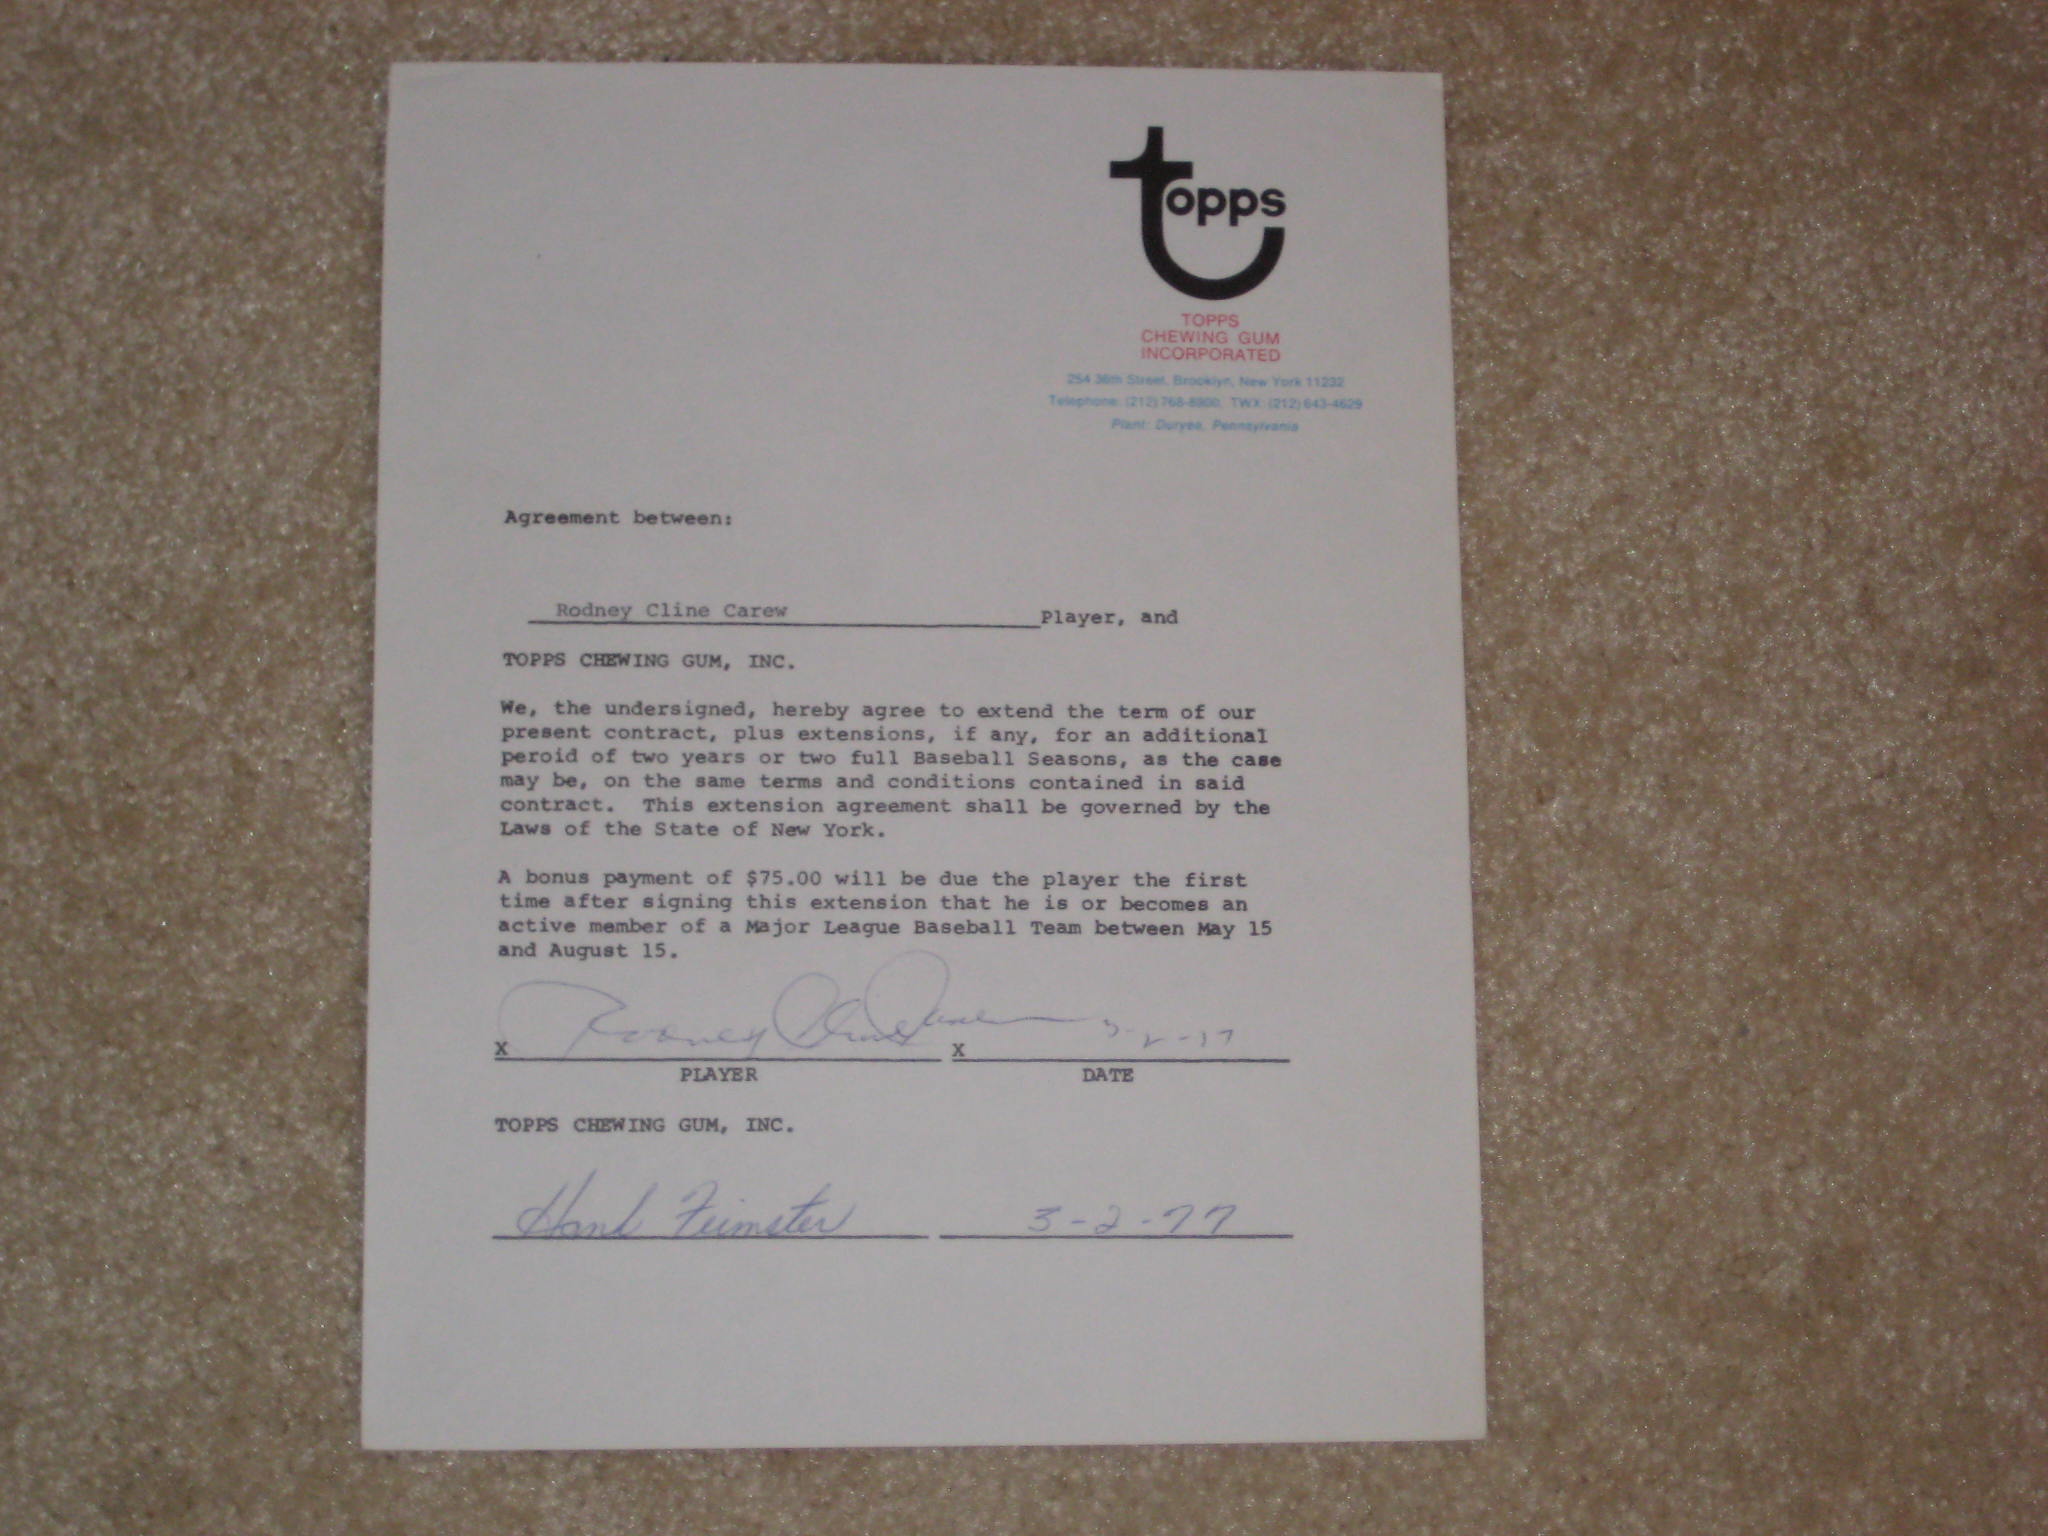 topps
TOPPS
CHEWING GUM
INCORPORATED
254 36th Street, Brooklyn, New York 11232
Telephone: (212) 768-8900, TWX: (212) 643-4629
Plant: Duryea, Pennsylvania
Agreement between:
Rodney Cline Carew Player, and
TOPPS CHEWING GUM, INC.
We, the undersigned, hereby agree to extend the term of our
present contract, plus extensions, if any, for an additional
peroid of two years or two full Baseball Seasons, as the case
may be, on the same terms and conditions contained in said
contract. This extension agreement shall be governed by the
Laws of the State of New York.
A bonus payment of $75.00 will be due the player the first
time after signing this extension that he is or becomes an
active member of a Major League Baseball Team between May 15
and August 15.
X Rodney Cline Carew X 3-2-77
PLAYER DATE
TOPPS CHEWING GUM, INC.
Hank Feimster 3-2-77